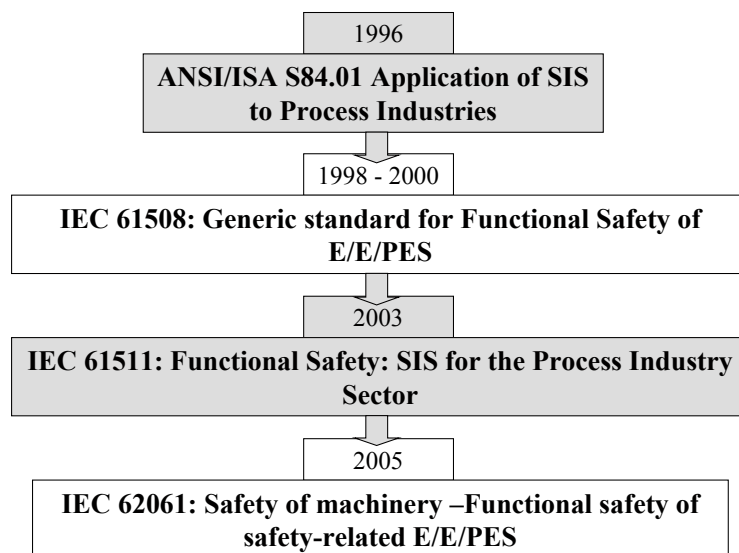 1996
ANSI/ISA S84.01 Application of SIS
to Process Industries
1998 - 2000
IEC 61508: Generic standard for Functional Safety of
E/E/PES
2003
IEC 61511: Functional Safety: SIS for the Process Industry
Sector
2005
IEC 62061: Safety of machinery –Functional safety of
safety-related E/E/PES